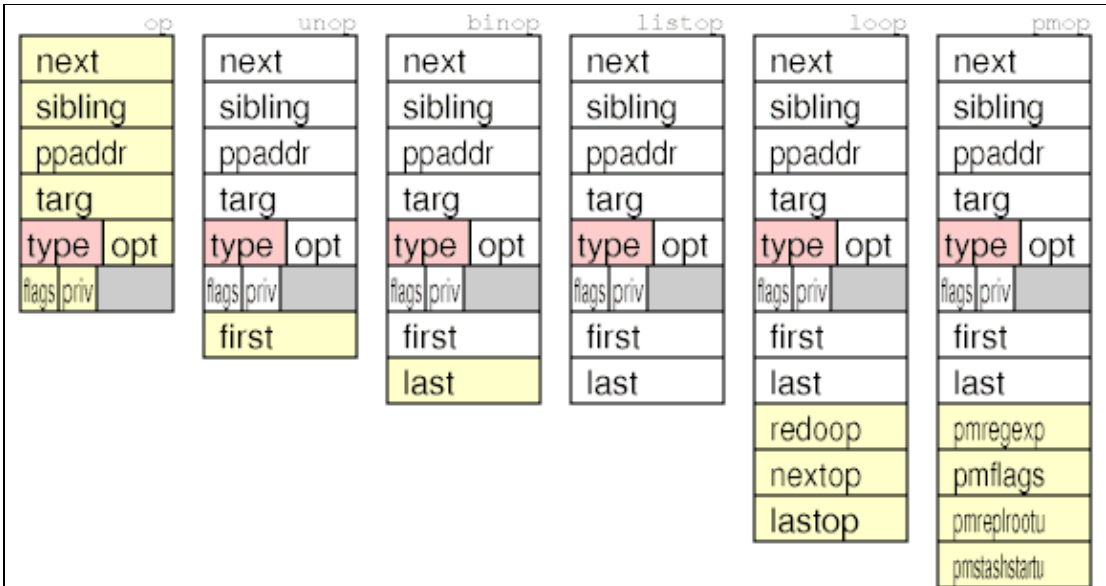 op unop binop listop loop pmop
next next next next next next
sibling sibling sibling sibling sibling sibling
ppaddr ppaddr ppaddr ppaddr ppaddr ppaddr
targ targ targ targ targ targ
type opt type opt type opt type opt type opt type opt
flags priv flags priv flags priv flags priv flags priv flags priv
first first first first first
last last last last
redoop pmregexp
nextop pmflags
lastop pmreplrootu
pmstashstartu